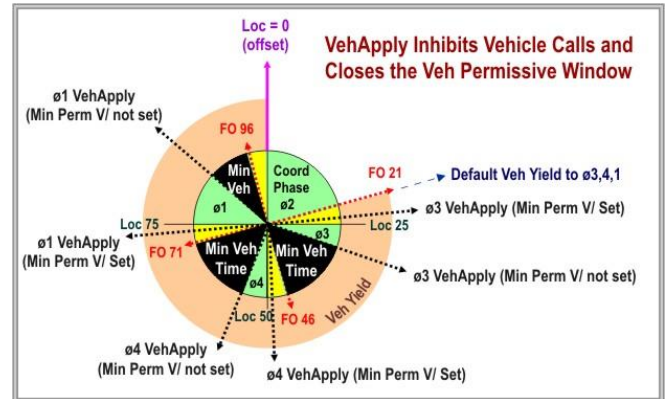 Loc = 0
(offset)
VehApply Inhibits Vehicle Calls and
Closes the Veh Permissive Window
ø1 VehApply
(Min Perm V/ not set)
FO 96
Min
Veh
Coord
Phase
ø2
FO 21
Default Veh Yield to ø3,4,1
ø1
Loc 75
ø3
Loc 25
ø3 VehApply (Min Perm V/ Set)
ø1 VehApply
(Min Perm V/ Set)
FO 71
Min Veh
Time
Min Veh
Time
ø4
ø3 VehApply (Min Perm V/ not set)
Loc 50
FO 46
Veh Yield
ø4 VehApply
(Min Perm V/ not set)
ø4 VehApply (Min Perm V/ Set)